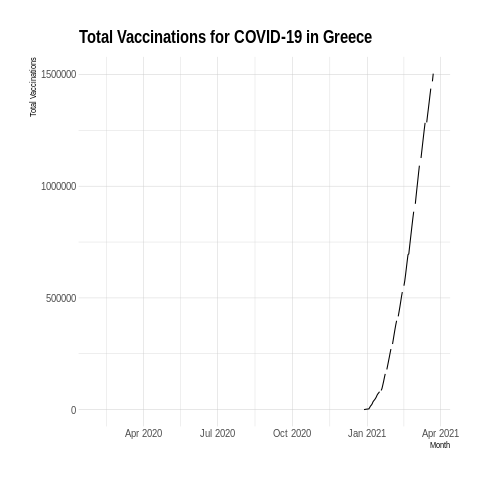 Total Vaccinations for COVID-19 in Greece
Total Vaccinations
1500000
1000000
500000
0
Apr 2020
Jul 2020
Oct 2020
Jan 2021
Apr 2021
Month